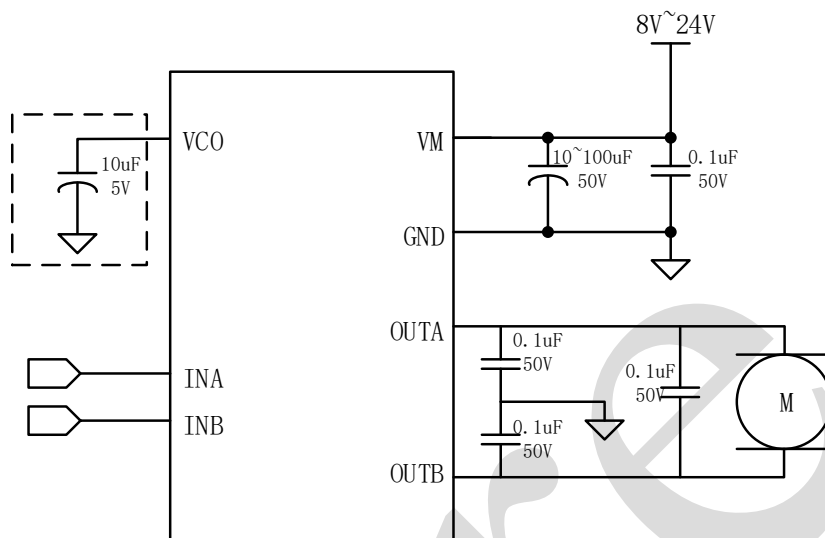 8V~24V
VCO
VM
10uF
5V
10~100uF
50V
0.1uF
50V
GND
OUTA
0.1uF
50V
0.1uF
50V
INA
M
INB
0.1uF
50V
OUTB